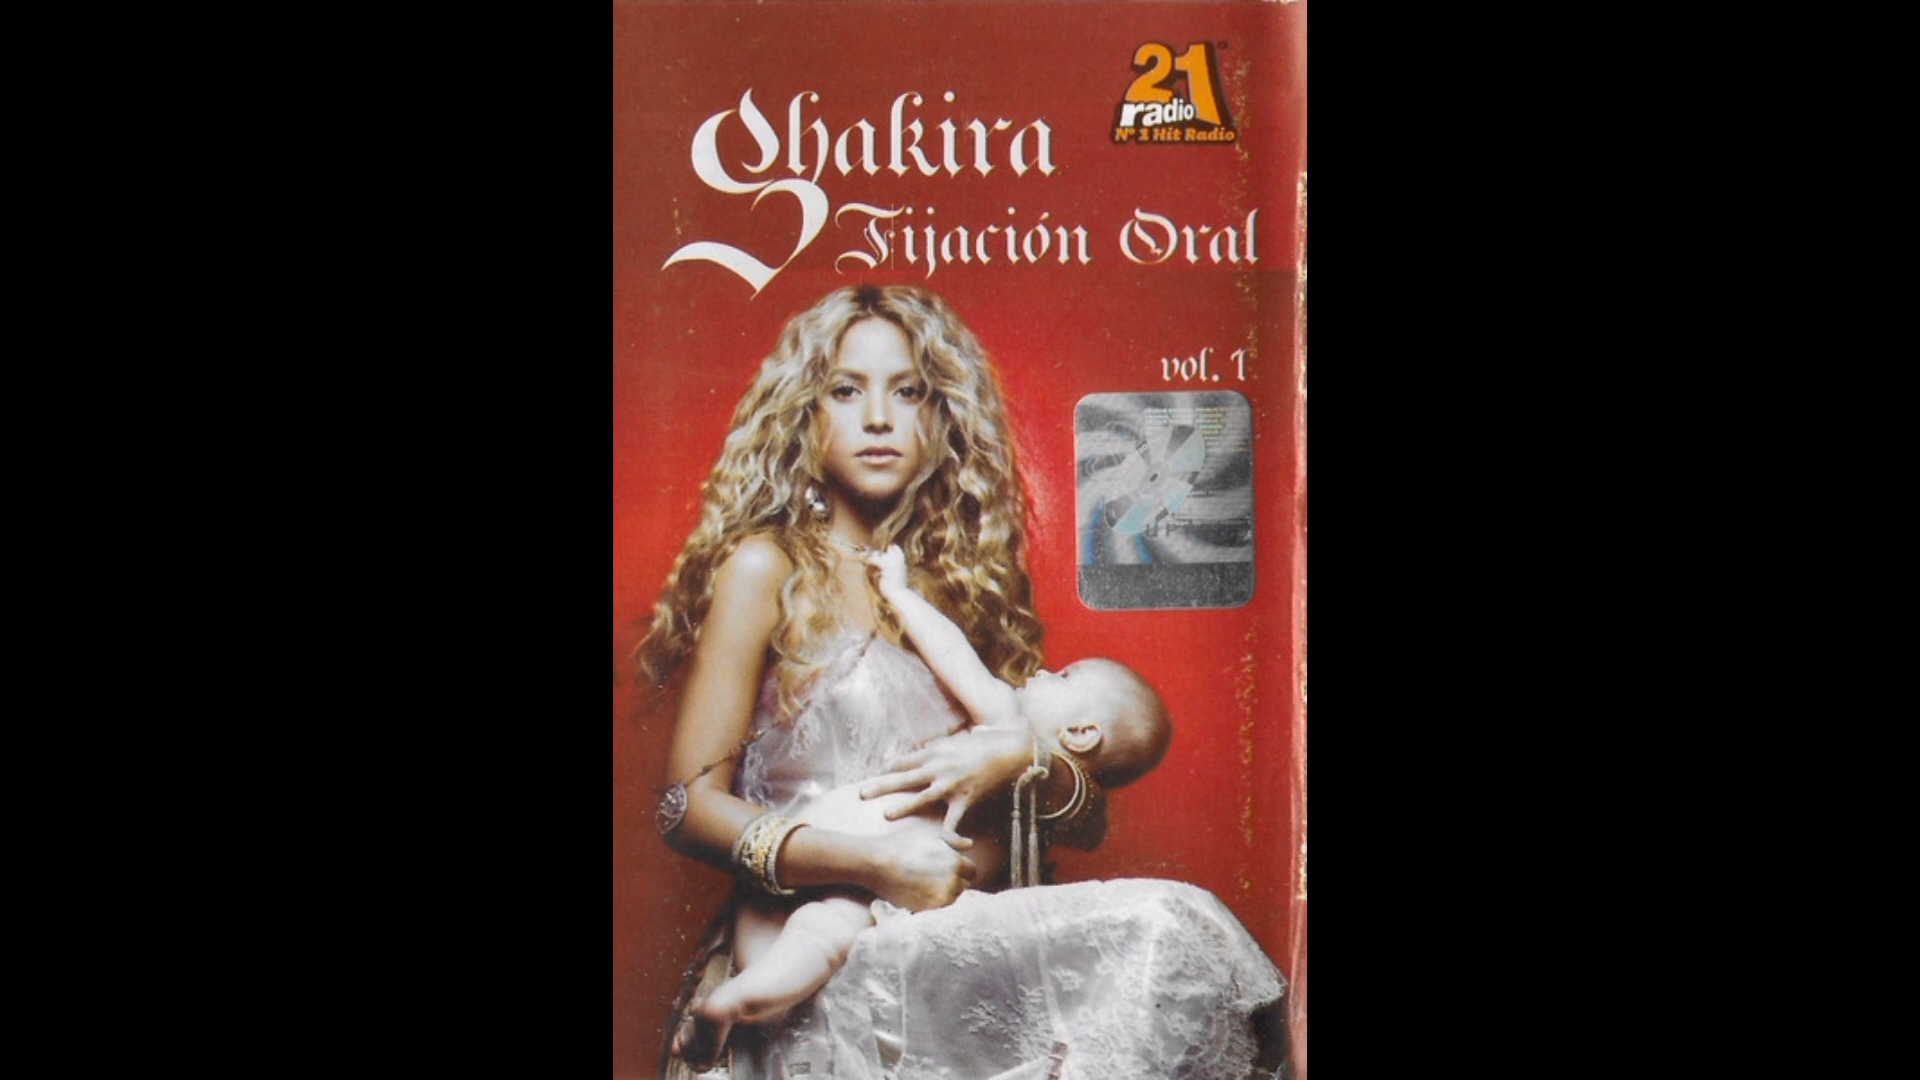 Shakira
Fijación Oral
vol. 1
21
radio
Nº 1 Hit Radio